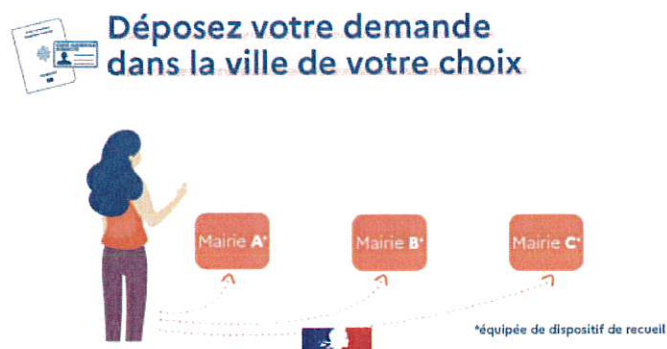 Déposez votre demande
dans la ville de votre choix
Mairie A*
Mairie B*
Mairie C*
*équipée de dispositif de recueil